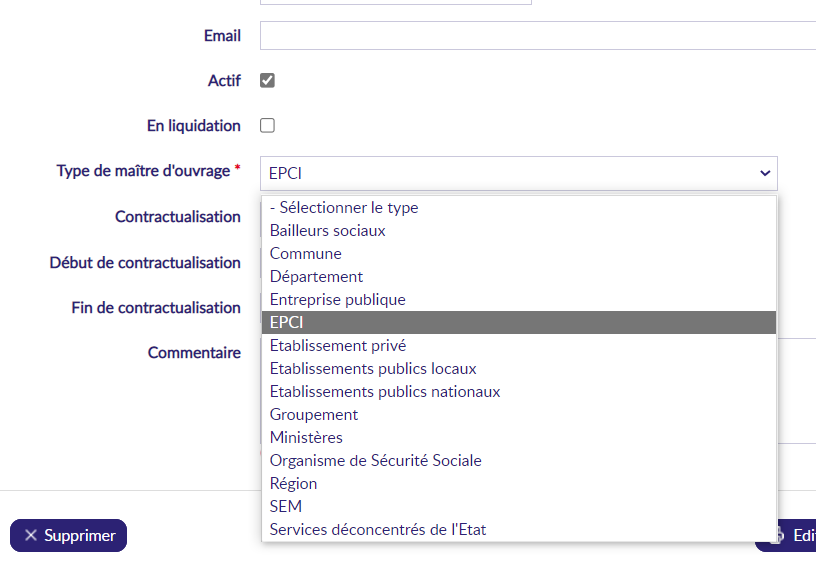 Email
Actif
En liquidation
Type de maître d'ouvrage *
EPCI
Contractualisation
Début de contractualisation
Fin de contractualisation
Commentaire
- Sélectionner le type
Bailleurs sociaux
Commune
Département
Entreprise publique
EPCI
Etablissement privé
Etablissements publics locaux
Etablissements publics nationaux
Groupement
Ministères
Organisme de Sécurité Sociale
Région
SEM
Services déconcentrés de l'Etat
Supprimer